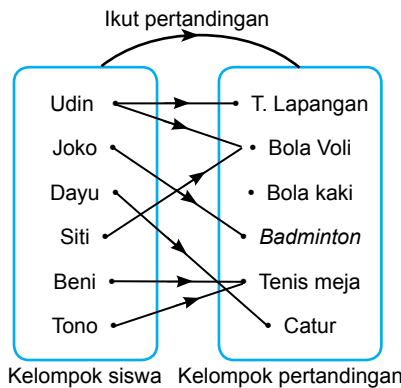 Ikut pertandingan
Udin
T. Lapangan
Joko
Bola Voli
Dayu
Bola kaki
Siti
Badminton
Beni
Tenis meja
Tono
Catur
Kelompok siswa
Kelompok pertandingan